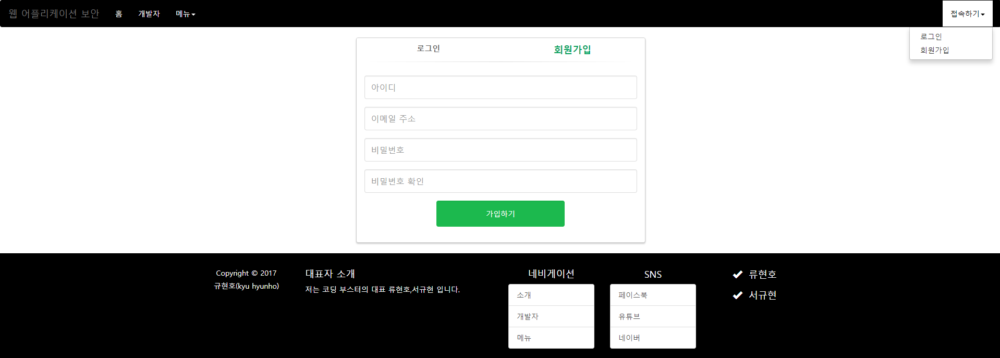 웹 어플리케이션 보안 홈 개발자 메뉴 접속하기
로그인
회원가입
로그인 회원가입
아이디
이메일 주소
비밀번호
비밀번호 확인
가입하기
Copyright © 2017
규현호(kyu hyunho)
대표자 소개
저는 코딩 부스터의 대표 류현호,서규현 입니다.
네비게이션
소개
개발자
메뉴
SNS
페이스북
유튜브
네이버
류현호
서규현